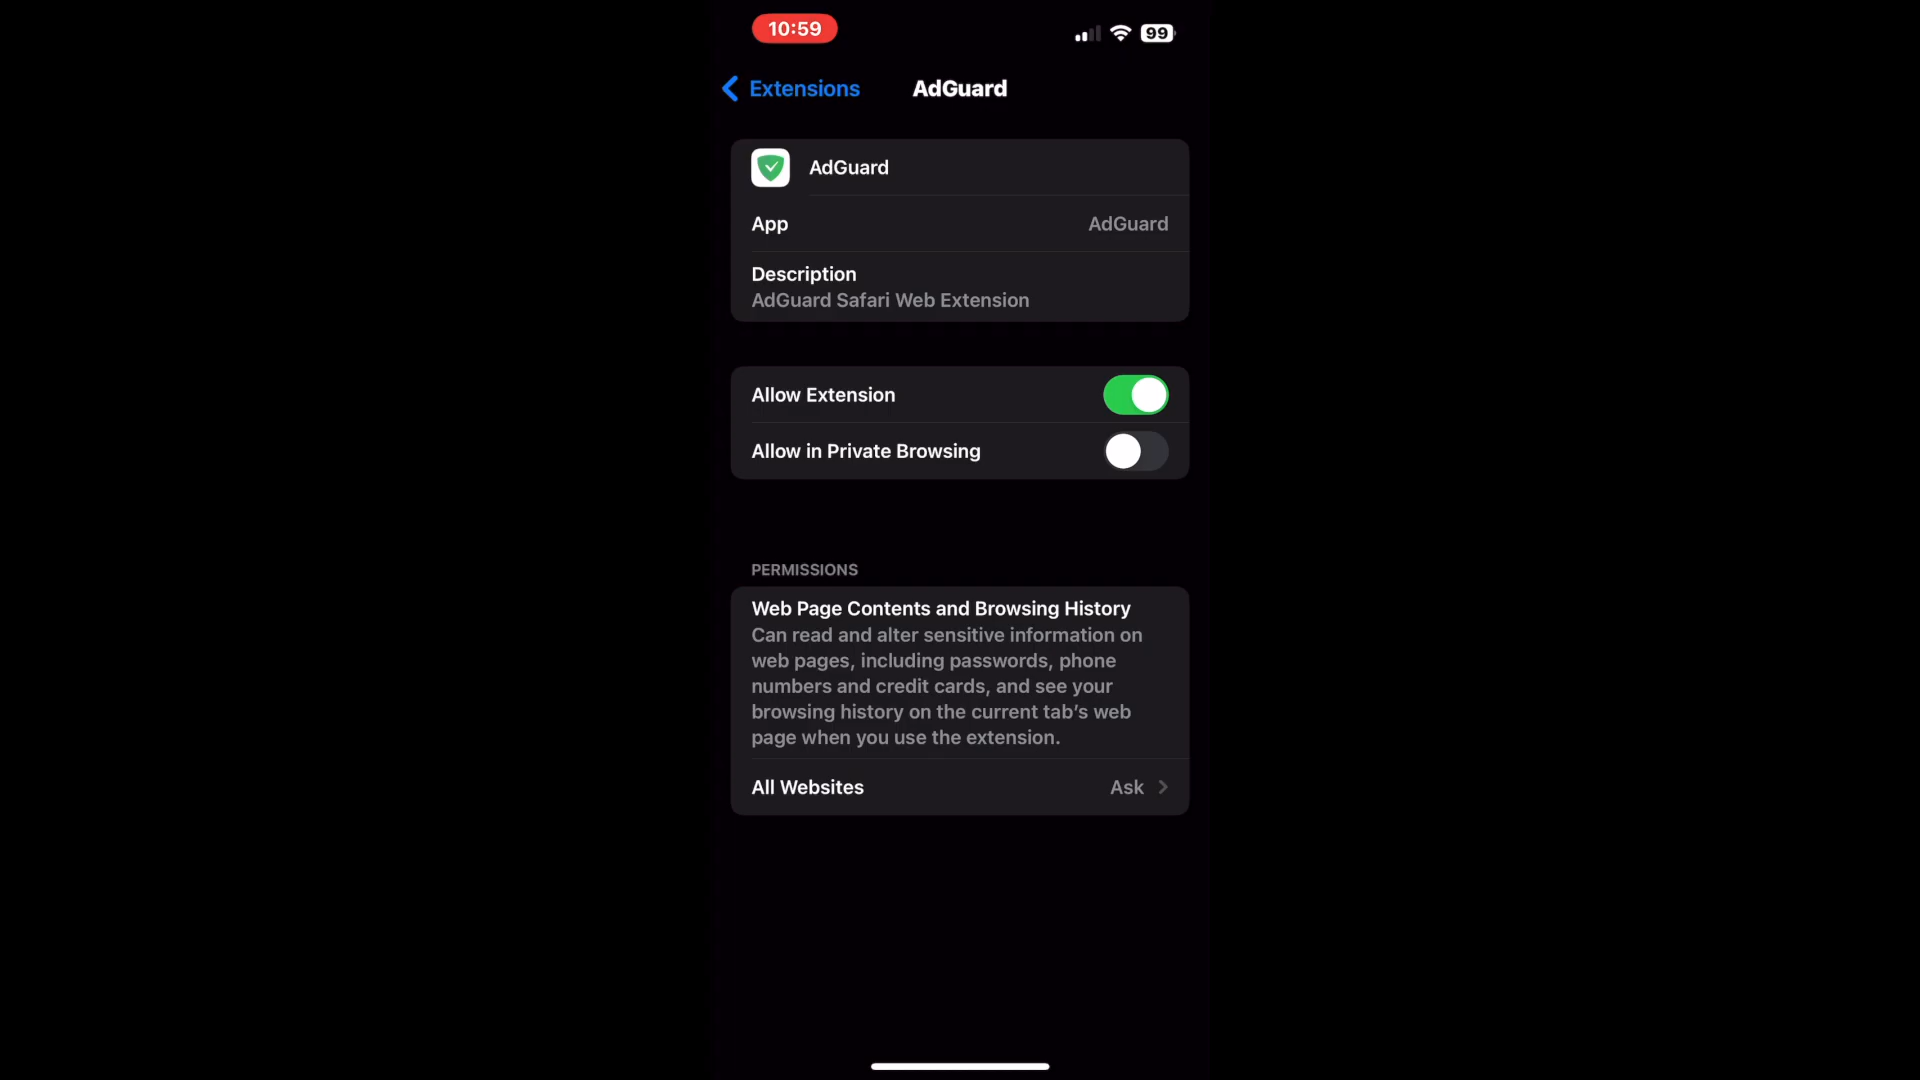 10:59
99
Extensions
AdGuard
AdGuard
App
AdGuard
Description
AdGuard Safari Web Extension
Allow Extension
Allow in Private Browsing
PERMISSIONS
Web Page Contents and Browsing History
Can read and alter sensitive information on
web pages, including passwords, phone
numbers and credit cards, and see your
browsing history on the current tab’s web
page when you use the extension.
All Websites
Ask